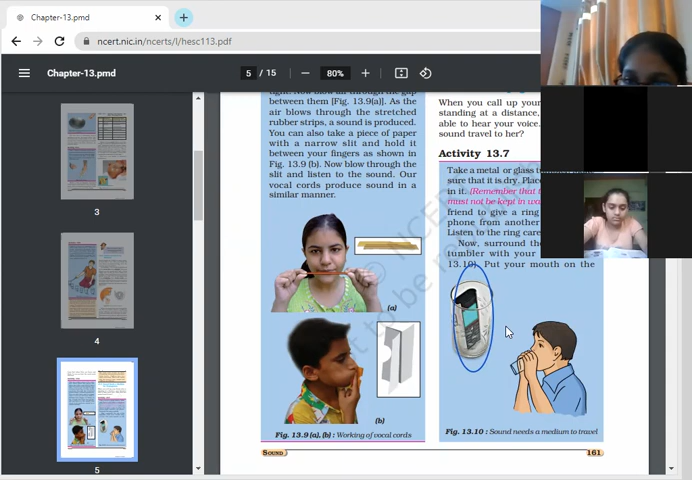 Chapter-13.pmd
ncert.nic.in/ncerts/l/hesc113.pdf
Chapter-13.pmd
5 / 15
80%
3
4
5
between them [Fig. 13.9(a)]. As the
air blows through the stretched
rubber strips, a sound is produced.
You can also take a piece of paper
with a narrow slit and hold it
between your fingers as shown in
Fig. 13.9 (b). Now blow through the
slit and listen to the sound. Our
vocal cords produce sound in a
similar manner.
(a)
(b)
Fig. 13.9 (a), (b) : Working of vocal cords
When you call up your
standing at a distance,
able to hear your voice.
sound travel to her?
Activity 13.7
Take a metal or glass
sure that it is dry. Place
in it. (Remember that
must not be kept in
friend to give a ring
phone from another
Listen to the ring
Now, surround the
tumbler with your
13.10). Put your mouth on the
Fig. 13.10 : Sound needs a medium to travel
SOUND
161